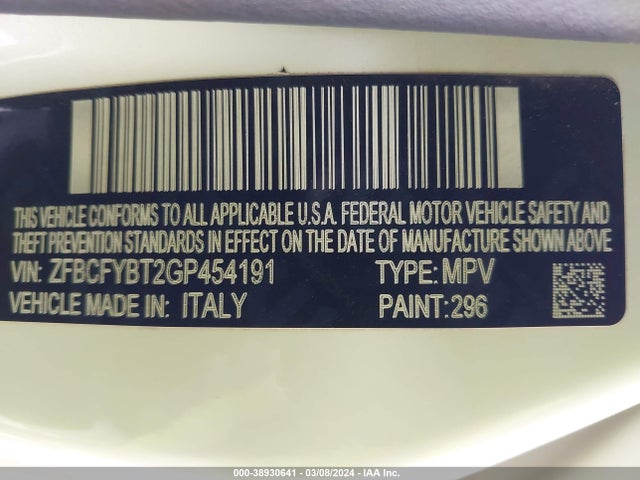 THIS VEHICLE CONFORMS TO ALL APPLICABLE U.S.A. FEDERAL MOTOR VEHICLE SAFETY AND
THEFT PREVENTION STANDARDS IN EFFECT ON THE DATE OF MANUFACTURE SHOWN ABOVE
VIN: ZFBCFYBT2GP454191 TYPE: MPV
VEHICLE MADE IN: ITALY PAINT: 296
000-38930641 - 03/08/2024 - IAA Inc.